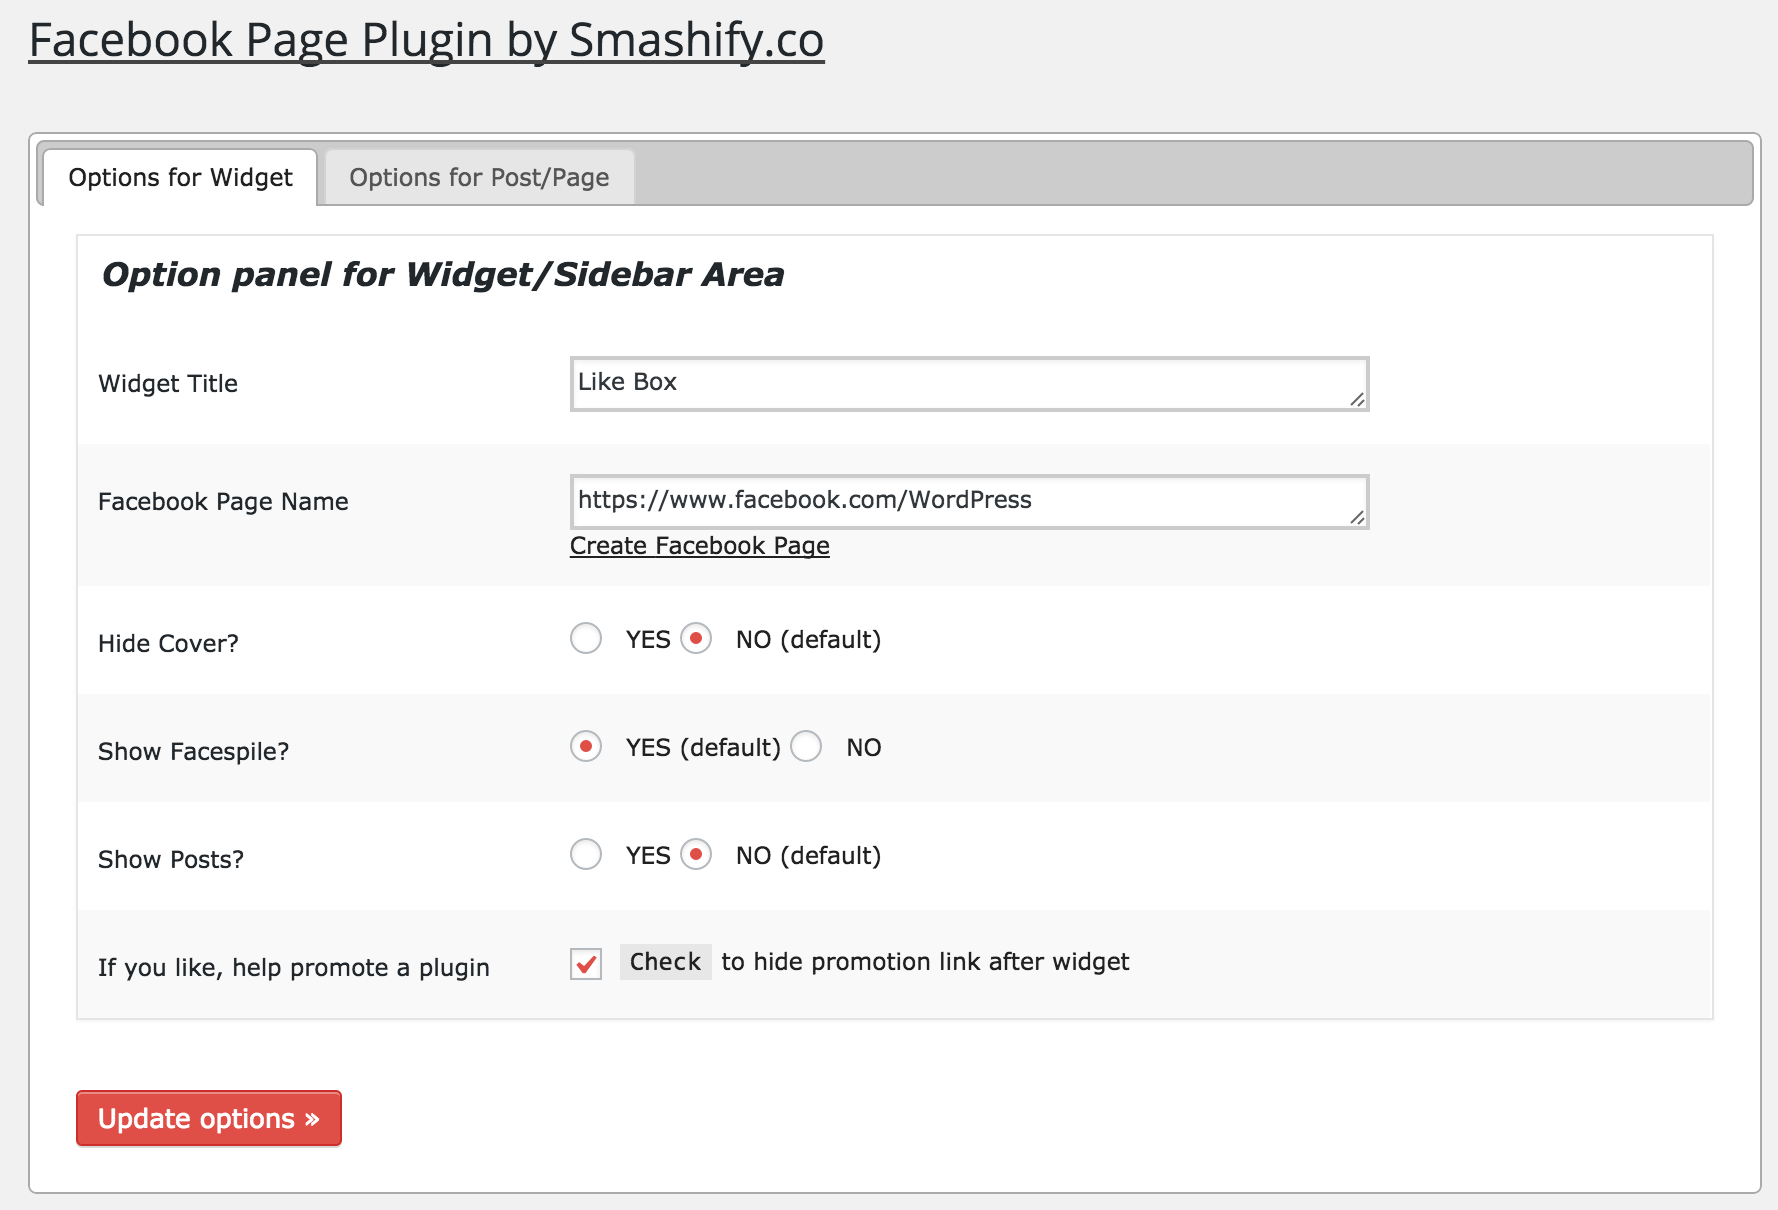 Facebook Page Plugin by Smashify.co
Options for Widget
Options for Post/Page
Option panel for Widget/Sidebar Area
Widget Title
Like Box
Facebook Page Name
https://www.facebook.com/WordPress
Create Facebook Page
Hide Cover?
YES NO (default)
Show Facespile?
YES (default) NO
Show Posts?
YES NO (default)
If you like, help promote a plugin
Check to hide promotion link after widget
Update options »